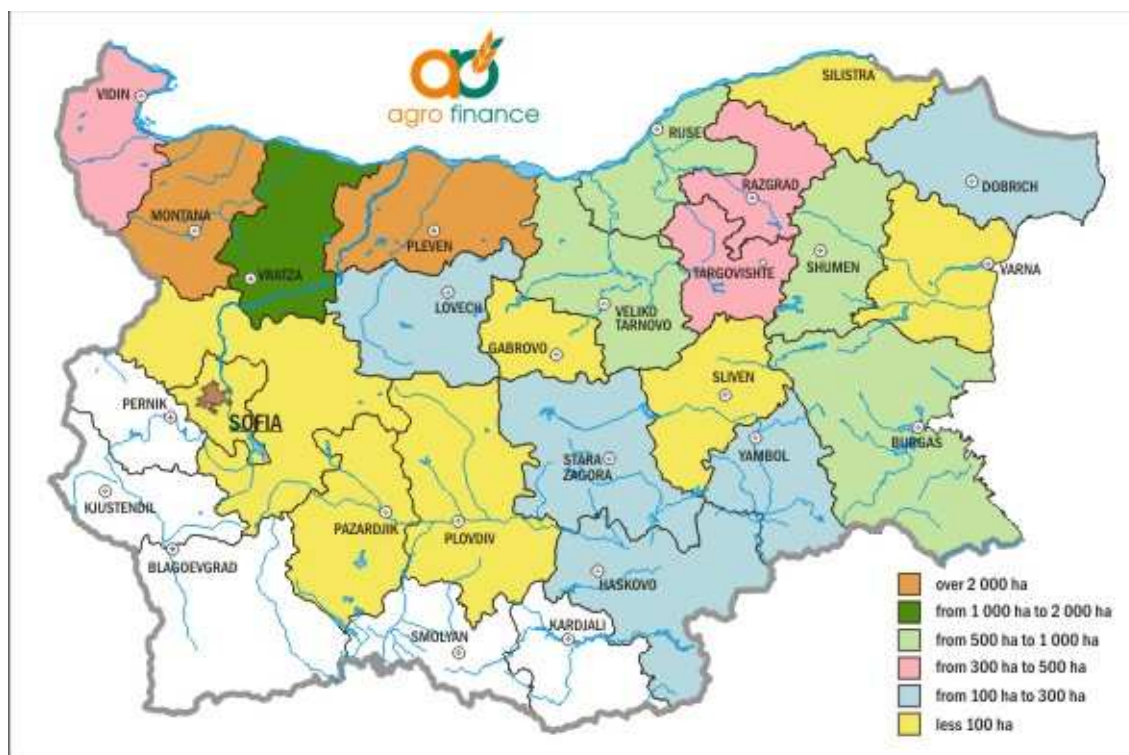 agro finance
VIDIN
SILISTRA
RUSE
RAZGRAD
DOBRICH
MONTANA
PLEVEN
TARGOVISHTE
SHUMEN
VARNA
VRATZA
LOVECH
VELIKO
TARNOVO
GABROVO
SLIVEN
PERNIK
SOFIA
BURGAS
YAMBOL
STARA
ZAGORA
KJUSTENDIL
PAZARDJIK
PLOVDIV
BLAGOEVGRAD
HASKOVO
KARDJALI
SMOLYAN
over 2 000 ha
from 1 000 ha to 2 000 ha
from 500 ha to 1 000 ha
from 300 ha to 500 ha
from 100 ha to 300 ha
less 100 ha